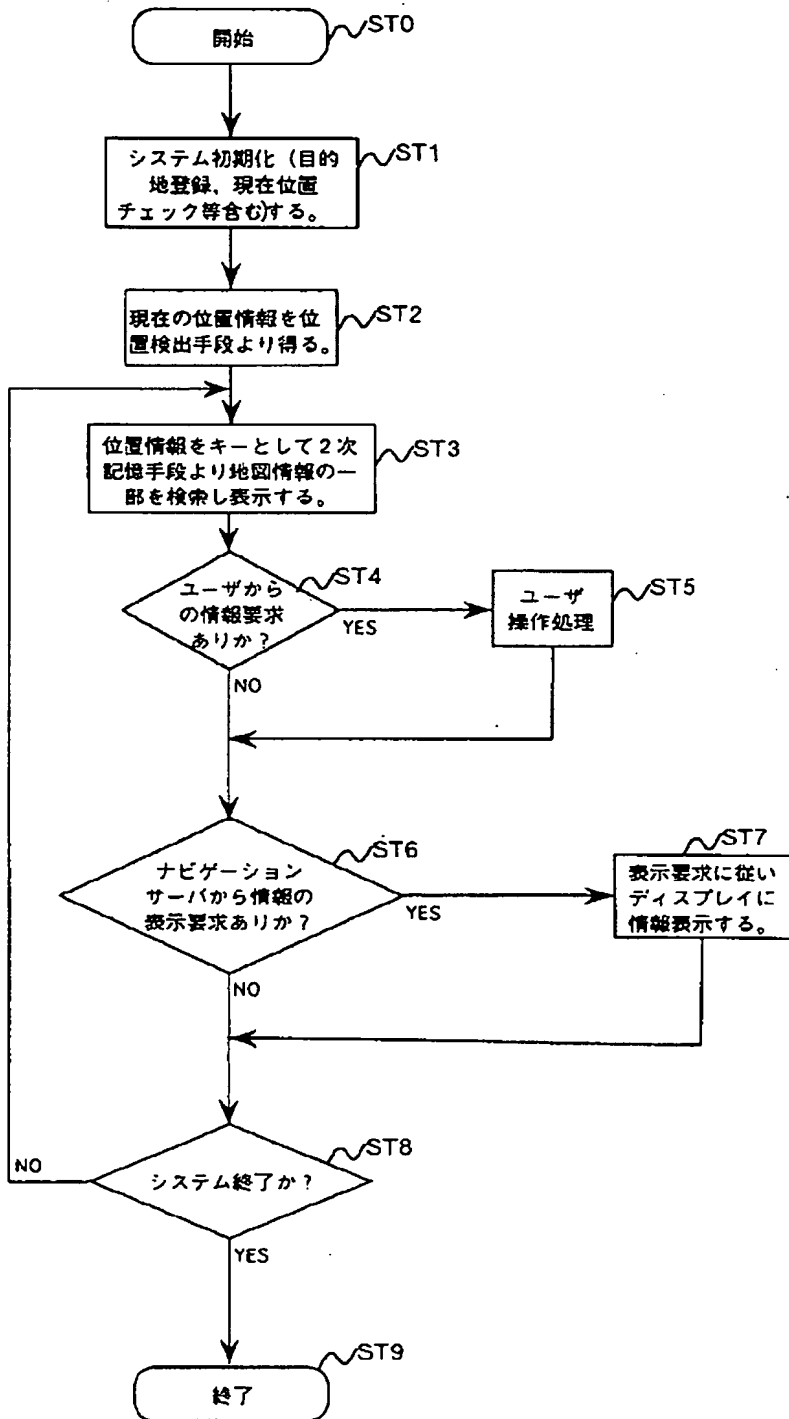 開始
ST0
システム初期化（目的
地登録、現在位置
チェック等含む)する。
ST1
現在の位置情報を位
置検出手段より得る。
ST2
位置情報をキーとして２次
記憶手段より地図情報の一
部を検索し表示する。
ST3
ユーザから
の情報要求
ありか？
ST4
YES
ユーザ
操作処理
ST5
NO
ナビゲーション
サーバから情報の
表示要求ありか？
ST6
YES
表示要求に従い
ディスプレイに
情報表示する。
ST7
NO
システム終了か？
ST8
NO
YES
終了
ST9